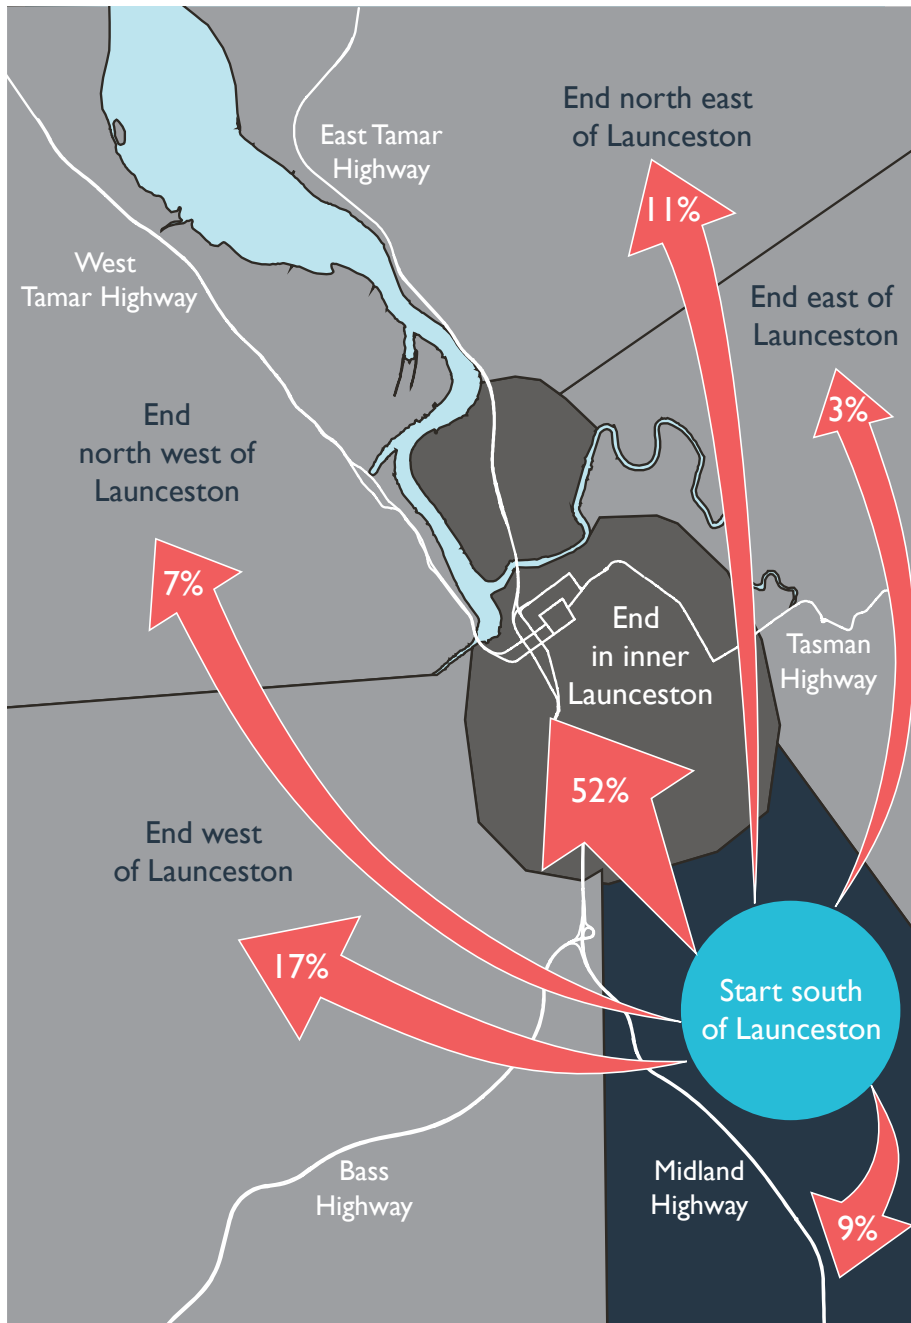 End north east
of Launceston
East Tamar
Highway
11%
West
Tamar Highway
End east of
Launceston
3%
End
north west of
Launceston
7%
End
in inner
Launceston
Tasman
Highway
52%
End west
of Launceston
17%
Start south
of Launceston
Bass
Highway
Midland
Highway
9%